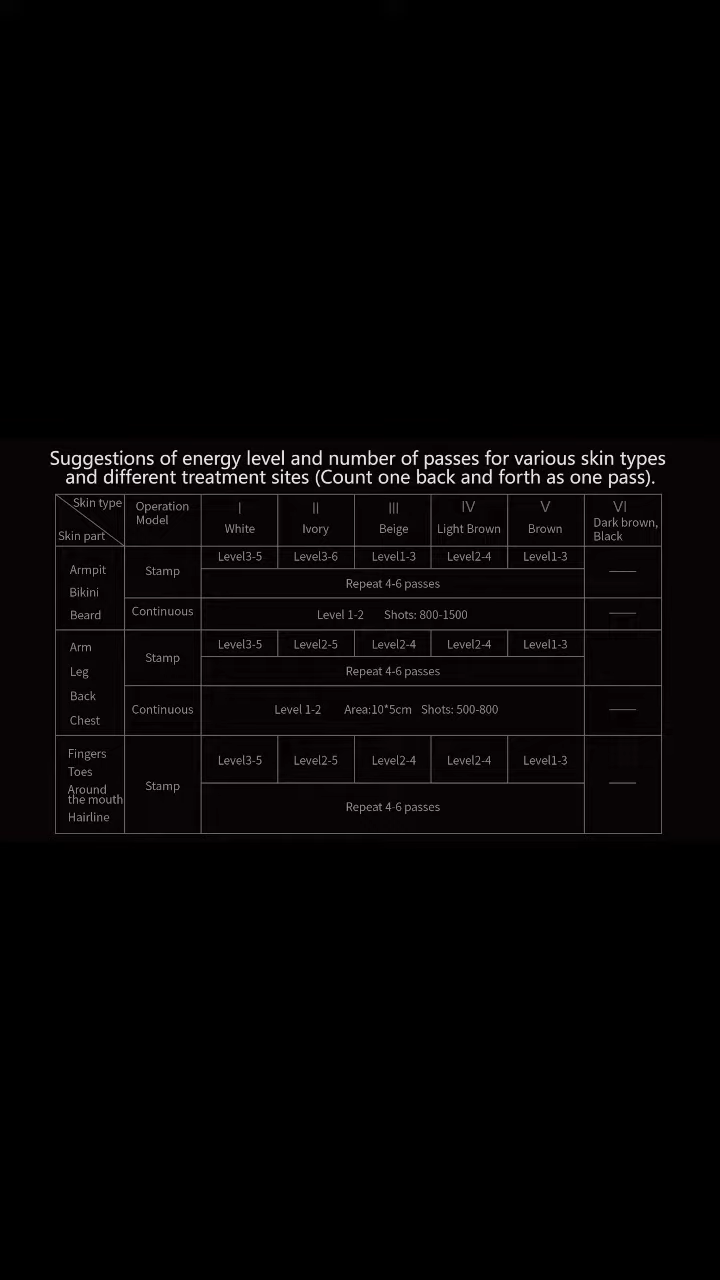 Suggestions of energy level and number of passes for various skin types
and different treatment sites (Count one back and forth as one pass).
Skin type
Skin part
Operation
Model
I
White
II
Ivory
III
Beige
IV
Light Brown
V
Brown
VI
Dark brown,
Black
Armpit
Bikini
Beard
Stamp
Level3-5 Level3-6 Level1-3 Level2-4 Level1-3
Repeat 4-6 passes
Continuous
Level 1-2 Shots: 800-1500
Arm
Leg
Back
Chest
Stamp
Level3-5 Level2-5 Level2-4 Level2-4 Level1-3
Repeat 4-6 passes
Continuous
Level 1-2 Area:10*5cm Shots: 500-800
Fingers
Toes
Around
the mouth
Hairline
Stamp
Level3-5 Level2-5 Level2-4 Level2-4 Level1-3
Repeat 4-6 passes